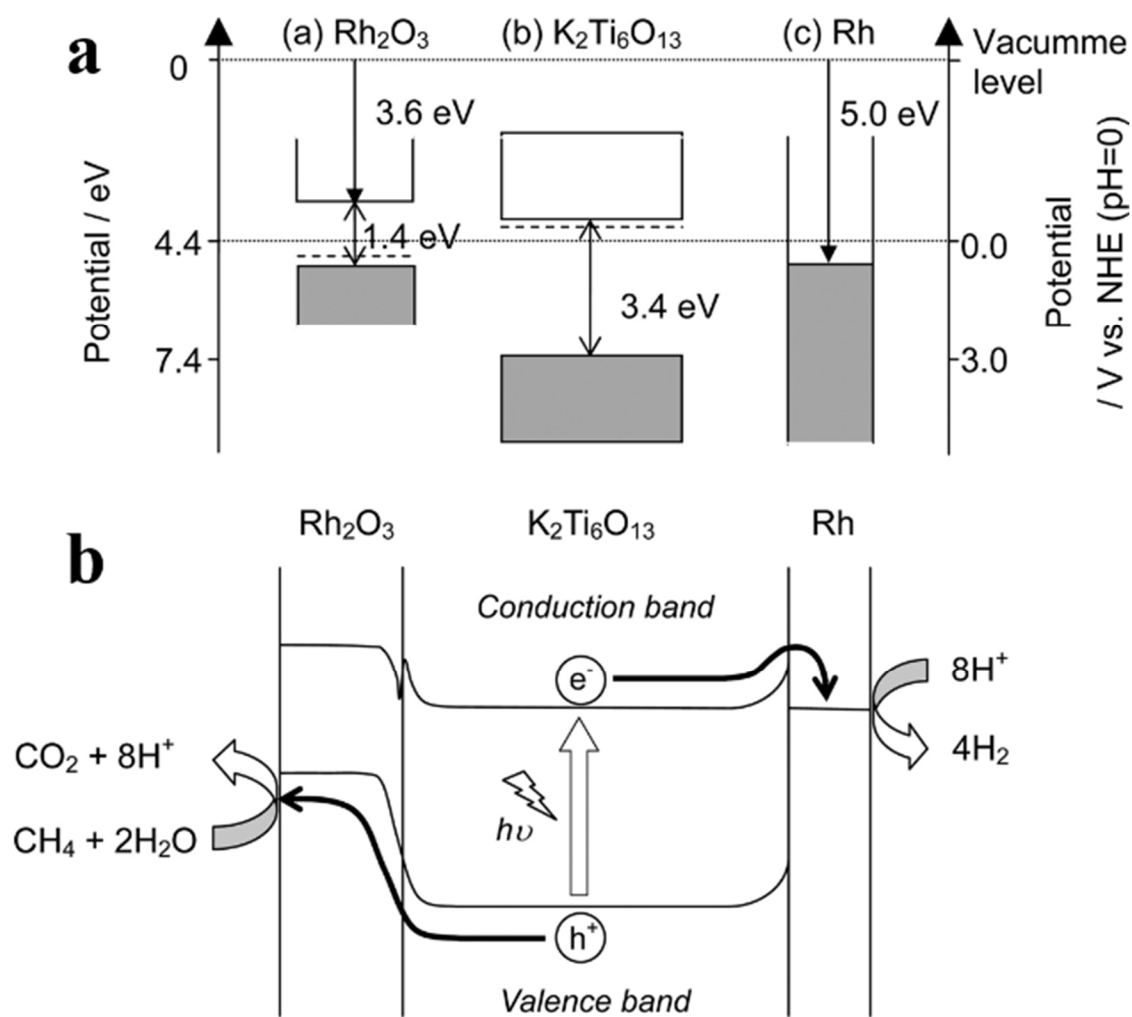 a
(a) Rh₂O₃
(b) K₂Ti₆O₁₃
(c) Rh
Vacumme
level
0
3.6 eV
5.0 eV
1.4 eV
4.4
0.0
3.4 eV
7.4
3.0
Potential / eV
Potential
/ V vs. NHE (pH=0)
b
Rh₂O₃
K₂Ti₆O₁₃
Rh
Conduction band
e⁻
8H⁺
4H₂
CO₂ + 8H⁺
CH₄ + 2H₂O
hυ
h⁺
Valence band